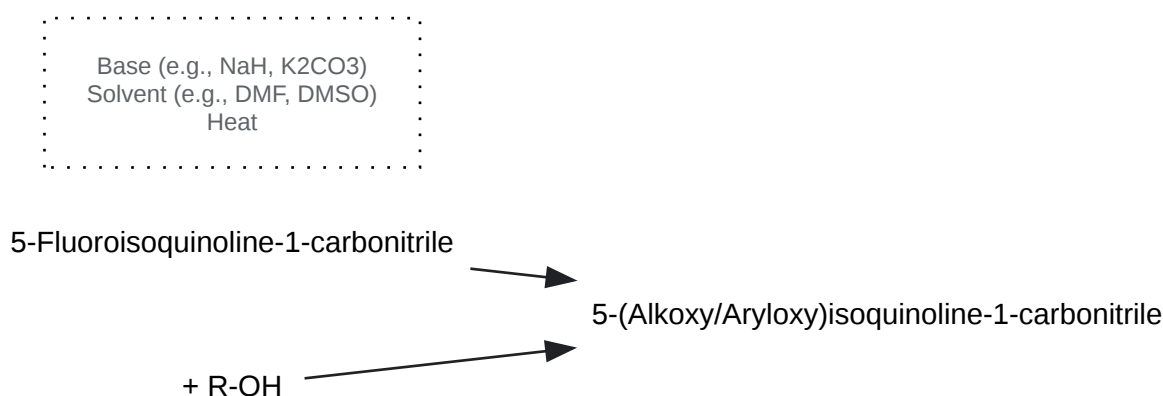 Base (e.g., NaH, K2CO3)
Solvent (e.g., DMF, DMSO)
Heat
5-Fluoroisoquinoline-1-carbonitrile
5-(Alkoxy/Aryloxy)isoquinoline-1-carbonitrile
+ R-OH